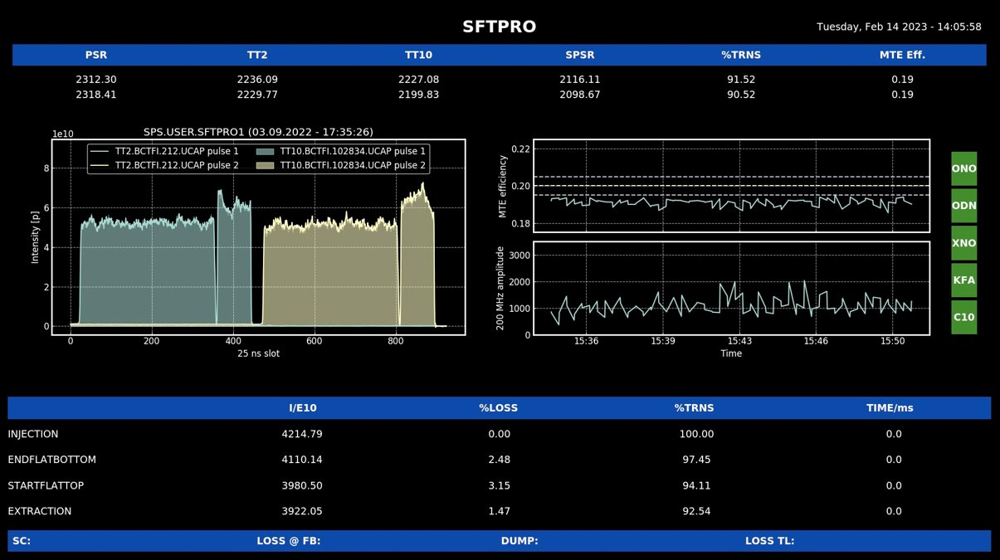 SFTPRO
Tuesday, Feb 14 2023 - 14:05:58
PSR TT2 TT10 SPSR %TRNS MTE Eff.
2312.30 2236.09 2227.08 2116.11 91.52 0.19
2318.41 2229.77 2199.83 2098.67 90.52 0.19
1e10
SPS.USER.SFTPRO1 (03.09.2022 - 17:35:26)
TT2.BCTFI.212.UCAP pulse 1 TT10.BCTFI.102834.UCAP pulse 1
TT2.BCTFI.212.UCAP pulse 2 TT10.BCTFI.102834.UCAP pulse 2
Intensity [p]
8
6
4
2
0
0 200 400 600 800
25 ns slot
MTE efficiency
0.22
0.20
0.18
200 MHz amplitude
3000
2000
1000
0
15:36 15:39 15:43 15:46 15:50
Time
ONO
ODN
XNO
KFA
C10
I/E10 %LOSS %TRNS TIME/ms
INJECTION 4214.79 0.00 100.00 0.0
ENDFLATBOTTOM 4110.14 2.48 97.45 0.0
STARTFLATTOP 3980.50 3.15 94.11 0.0
EXTRACTION 3922.05 1.47 92.54 0.0
SC: LOSS @ FB: DUMP: LOSS TL: